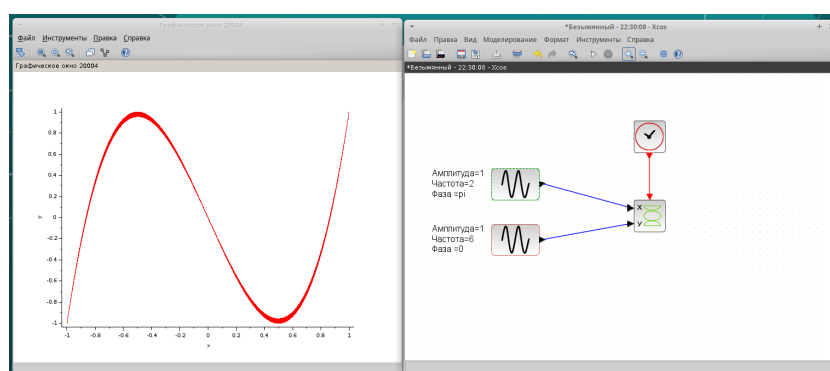 Графическое окно 20004
Файл Инструменты Правка Справка
Графическое окно 20004
1
0.8
0.6
0.4
0.2
0
-0.2
-0.4
-0.6
-0.8
-1
y
-1 -0.8 -0.6 -0.4 -0.2 0 0.2 0.4 0.6 0.8 1
x
*Безымянный - 22:30:08 - Xcos
Файл Правка Вид Моделирование Формат Инструменты Справка
*Безымянный - 22:30:08 - Xcos
Амплитуда=1
Частота=2
Фаза =pi
X
У
Амплитуда=1
Частота=6
Фаза =0